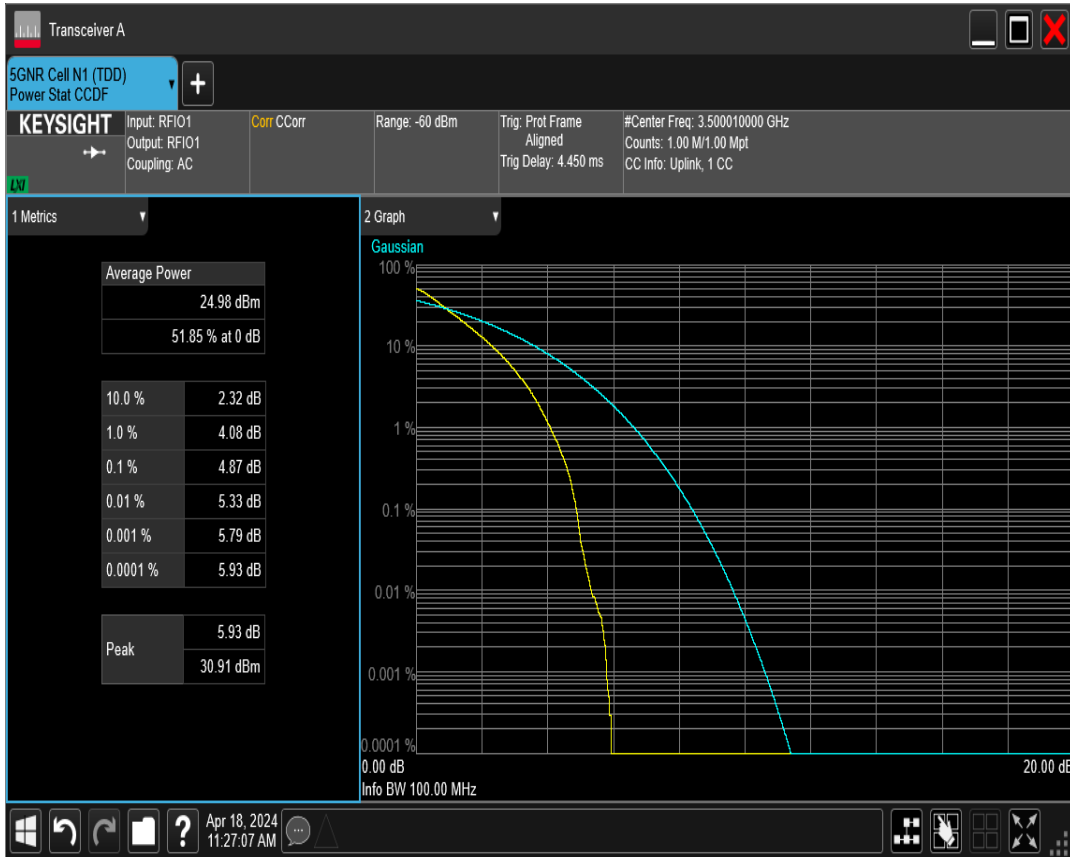 Transceiver A
5GNR Cell N1 (TDD)
Power Stat CCDF
KEYSIGHT
LXI
Input: RFIO1
Output: RFIO1
Coupling: AC
Corr CCorr
Range: -60 dBm
Trig: Prot Frame
Aligned
Trig Delay: 4.450 ms
#Center Freq: 3.500010000 GHz
Counts: 1.00 M/1.00 Mpt
CC Info: Uplink, 1 CC
1 Metrics
Average Power
24.98 dBm
51.85 % at 0 dB
10.0 % 2.32 dB
1.0 % 4.08 dB
0.1 % 4.87 dB
0.01 % 5.33 dB
0.001 % 5.79 dB
0.0001 % 5.93 dB
Peak
5.93 dB
30.91 dBm
2 Graph
Gaussian
100 %
10 %
1 %
0.1 %
0.01 %
0.001 %
0.0001 %
0.00 dB 20.00 dB
Info BW 100.00 MHz
Apr 18, 2024
11:27:07 AM